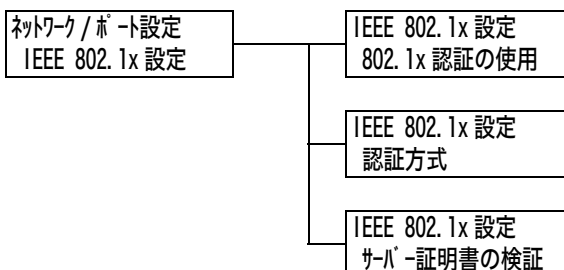 ﾈｯﾄﾜｰｸ / ﾎﾟｰﾄ設定
IEEE 802.1x 設定
IEEE 802.1x 設定
802.1x 認証の使用
IEEE 802.1x 設定
認証方式
IEEE 802.1x 設定
ｻｰﾊﾞｰ証明書の検証